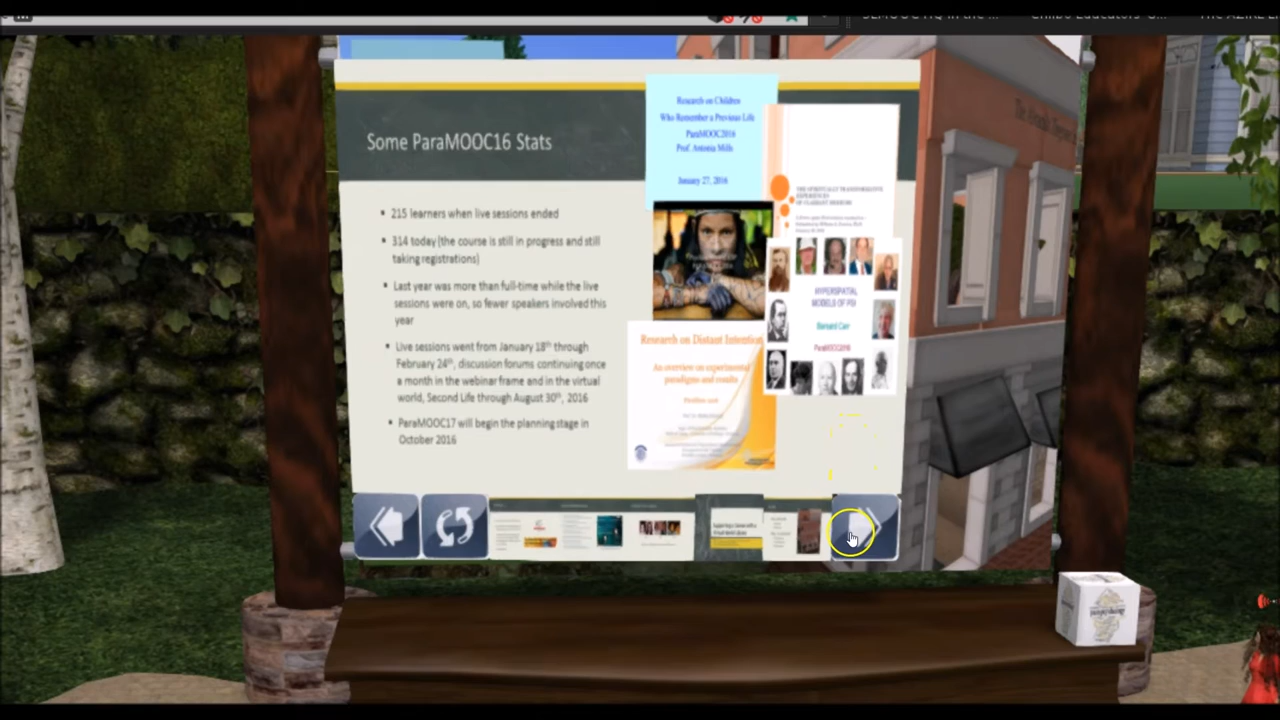 Some ParaMOOC16 Stats
▪ 215 learners when live sessions ended
▪ 314 today (the course is still in progress and still
taking registrations)
▪ Last year was more than full-time while the live
sessions were on, so fewer speakers involved this
year
▪ Live sessions went from January 18th through
February 24th, discussion forums continuing once
a month in the webinar frame and in the virtual
world, Second Life through August 30th, 2016
▪ ParaMOOC17 will begin the planning stage in
October 2016
Research on Children
Who Remember a Previous Life
ParaMOOC2016
Prof. Antonia Mills
January 27, 2016
THE SPIRITUALLY TRANSFORMATIVE
EXPERIENCES
HYPERSPATIAL
MODELS OF PSI
Bernard Carr
ParaMOOC2016
Research on Distant Intention
An overview on experimental
paradigms and results